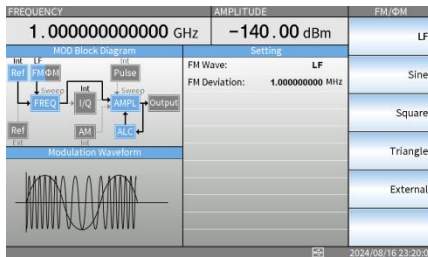 FREQUENCY AMPLITUDE FM/ΦM
1.000000000000 GHz −140.00 dBm
MOD Block Diagram Setting
Int LF Int
Ref FMΦM Pulse
Sweep Int Sweep
FREQ I/Q AMPL Output
Ref AM ALC
Ext Int
Modulation Waveform
FM Wave: LF
FM Deviation: 1.000000000 MHz
LF
Sine
Square
Triangle
External
2024/08/16 23:20:0